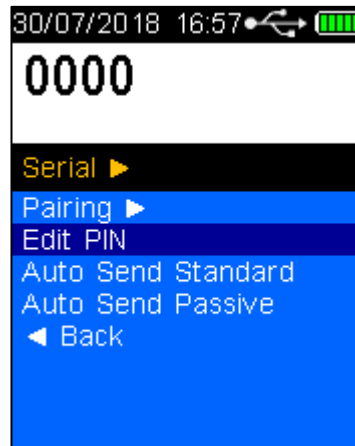 30/07/2018 16:57
0000
Serial ►
Pairing ►
Edit PIN
Auto Send Standard
Auto Send Passive
◄ Back